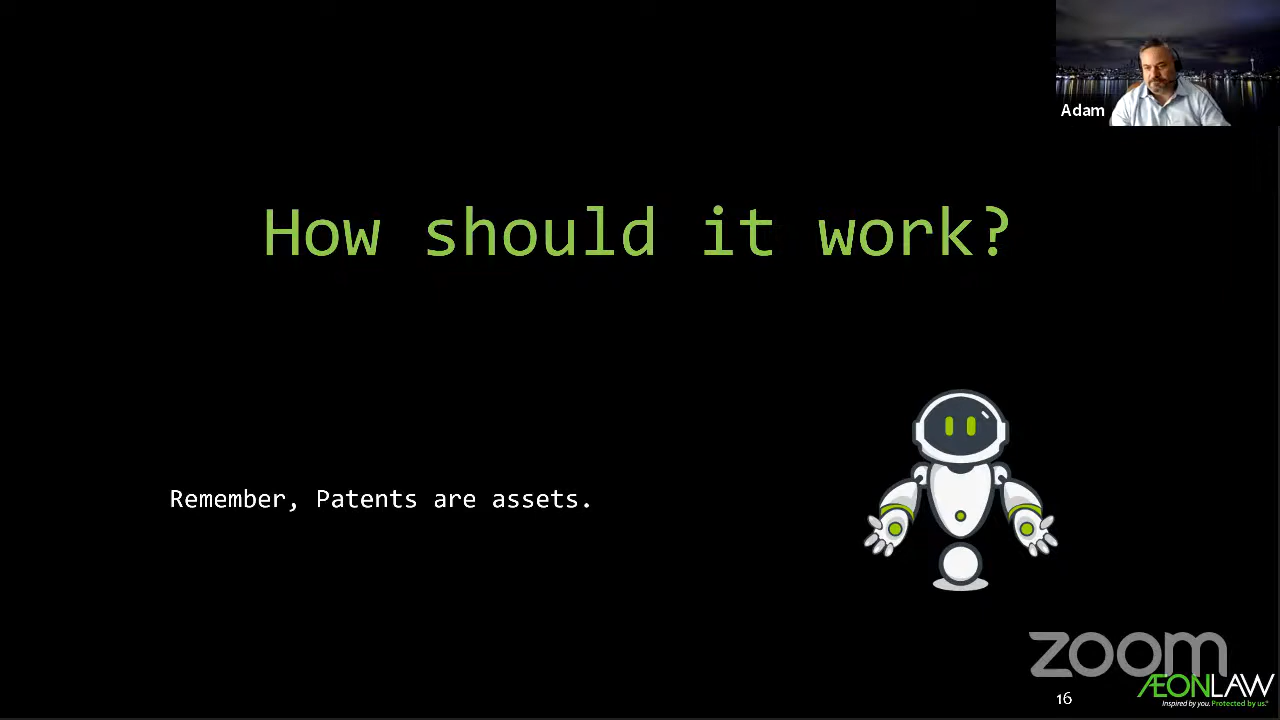 Adam
How should it work?
Remember, Patents are assets.
zoom
16
ÆONLAW
Inspired by you. Protected by us.®